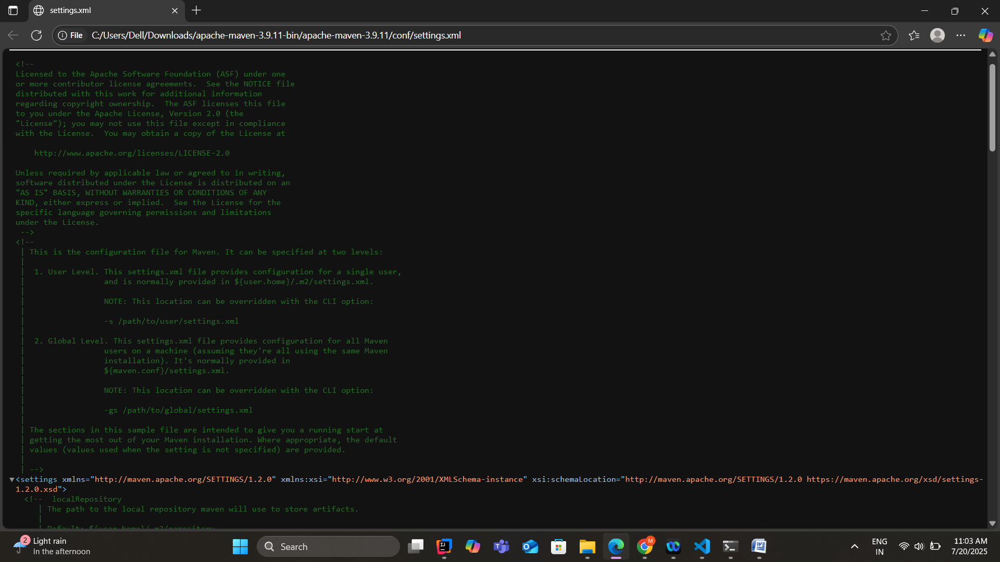 settings.xml
File C:/Users/Dell/Downloads/apache-maven-3.9.11-bin/apache-maven-3.9.11/conf/settings.xml
<!--
Licensed to the Apache Software Foundation (ASF) under one
or more contributor license agreements.  See the NOTICE file
distributed with this work for additional information
regarding copyright ownership.  The ASF licenses this file
to you under the Apache License, Version 2.0 (the
"License"); you may not use this file except in compliance
with the License.  You may obtain a copy of the License at
http://www.apache.org/licenses/LICENSE-2.0
Unless required by applicable law or agreed to in writing,
software distributed under the License is distributed on an
"AS IS" BASIS, WITHOUT WARRANTIES OR CONDITIONS OF ANY
KIND, either express or implied.  See the License for the
specific language governing permissions and limitations
under the License.
-->
<!--
| This is the configuration file for Maven. It can be specified at two levels:
|
|  1. User Level. This settings.xml file provides configuration for a single user,
|                 and is normally provided in ${user.home}/.m2/settings.xml.
|
|                 NOTE: This location can be overridden with the CLI option:
|
|                 -s /path/to/user/settings.xml
|
|  2. Global Level. This settings.xml file provides configuration for all Maven
|                 users on a machine (assuming they're all using the same Maven
|                 installation). It's normally provided in
|                 ${maven.conf}/settings.xml.
|
|                 NOTE: This location can be overridden with the CLI option:
|
|                 -gs /path/to/global/settings.xml
|
| The sections in this sample file are intended to give you a running start at
| getting the most out of your Maven installation. Where appropriate, the default
| values (values used when the setting is not specified) are provided.
|
| -->
<settings xmlns="http://maven.apache.org/SETTINGS/1.2.0" xmlns:xsi="http://www.w3.org/2001/XMLSchema-instance" xsi:schemaLocation="http://maven.apache.org/SETTINGS/1.2.0 https://maven.apache.org/xsd/settings-
1.2.0.xsd">
<!--  localRepository
| The path to the local repository maven will use to store artifacts.
|
| Default: ${user.home}/.m2/repository
2 Light rain
In the afternoon
Search
ENG
IN
11:03 AM
7/20/2025